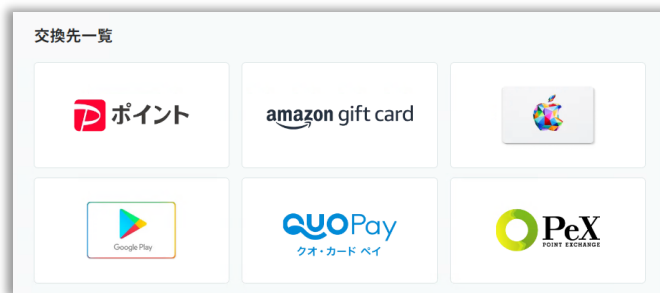 交換先一覧
ポイント
amazon gift card
Google Play
QUOPay
クオ・カード ペイ
PeX
POINT EXCHANGE